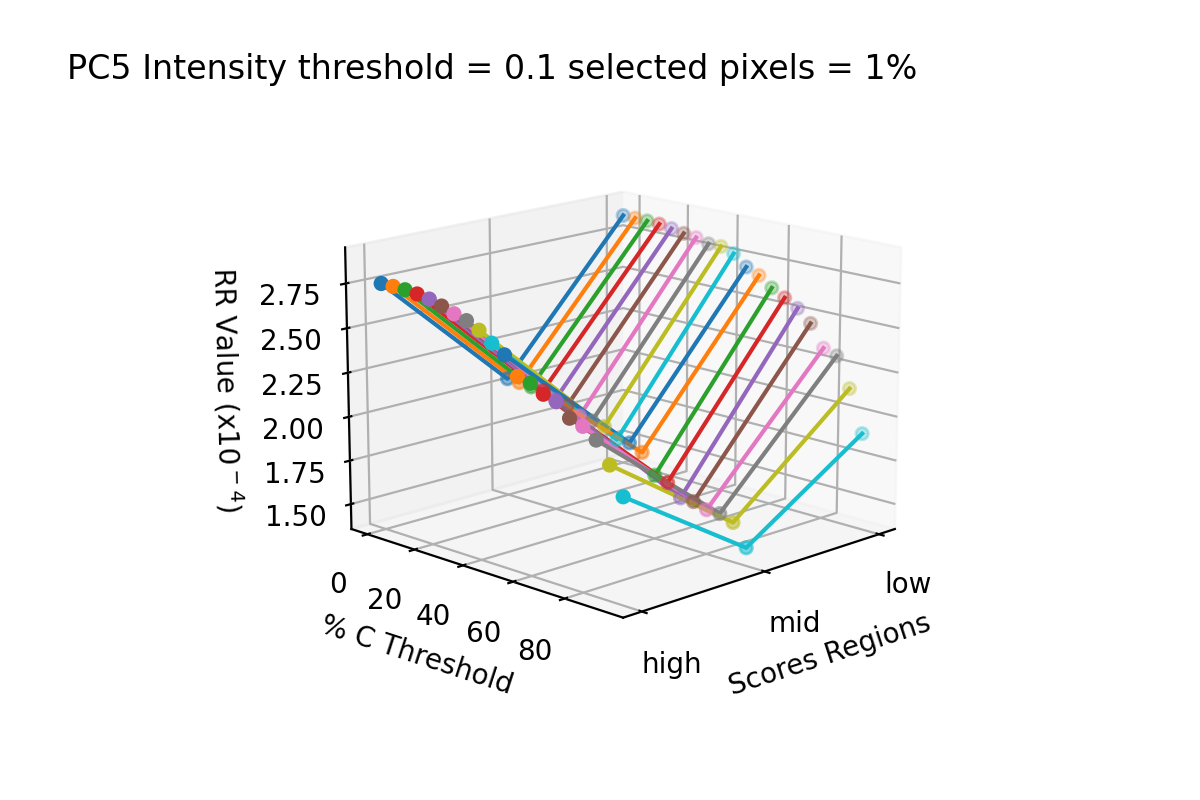 PC5 Intensity threshold = 0.1 selected pixels = 1%
RR Value (x10⁻⁴)
2.75
2.50
2.25
2.00
1.75
1.50
0
20
40
60
80
% C Threshold
high
mid
low
Scores Regions